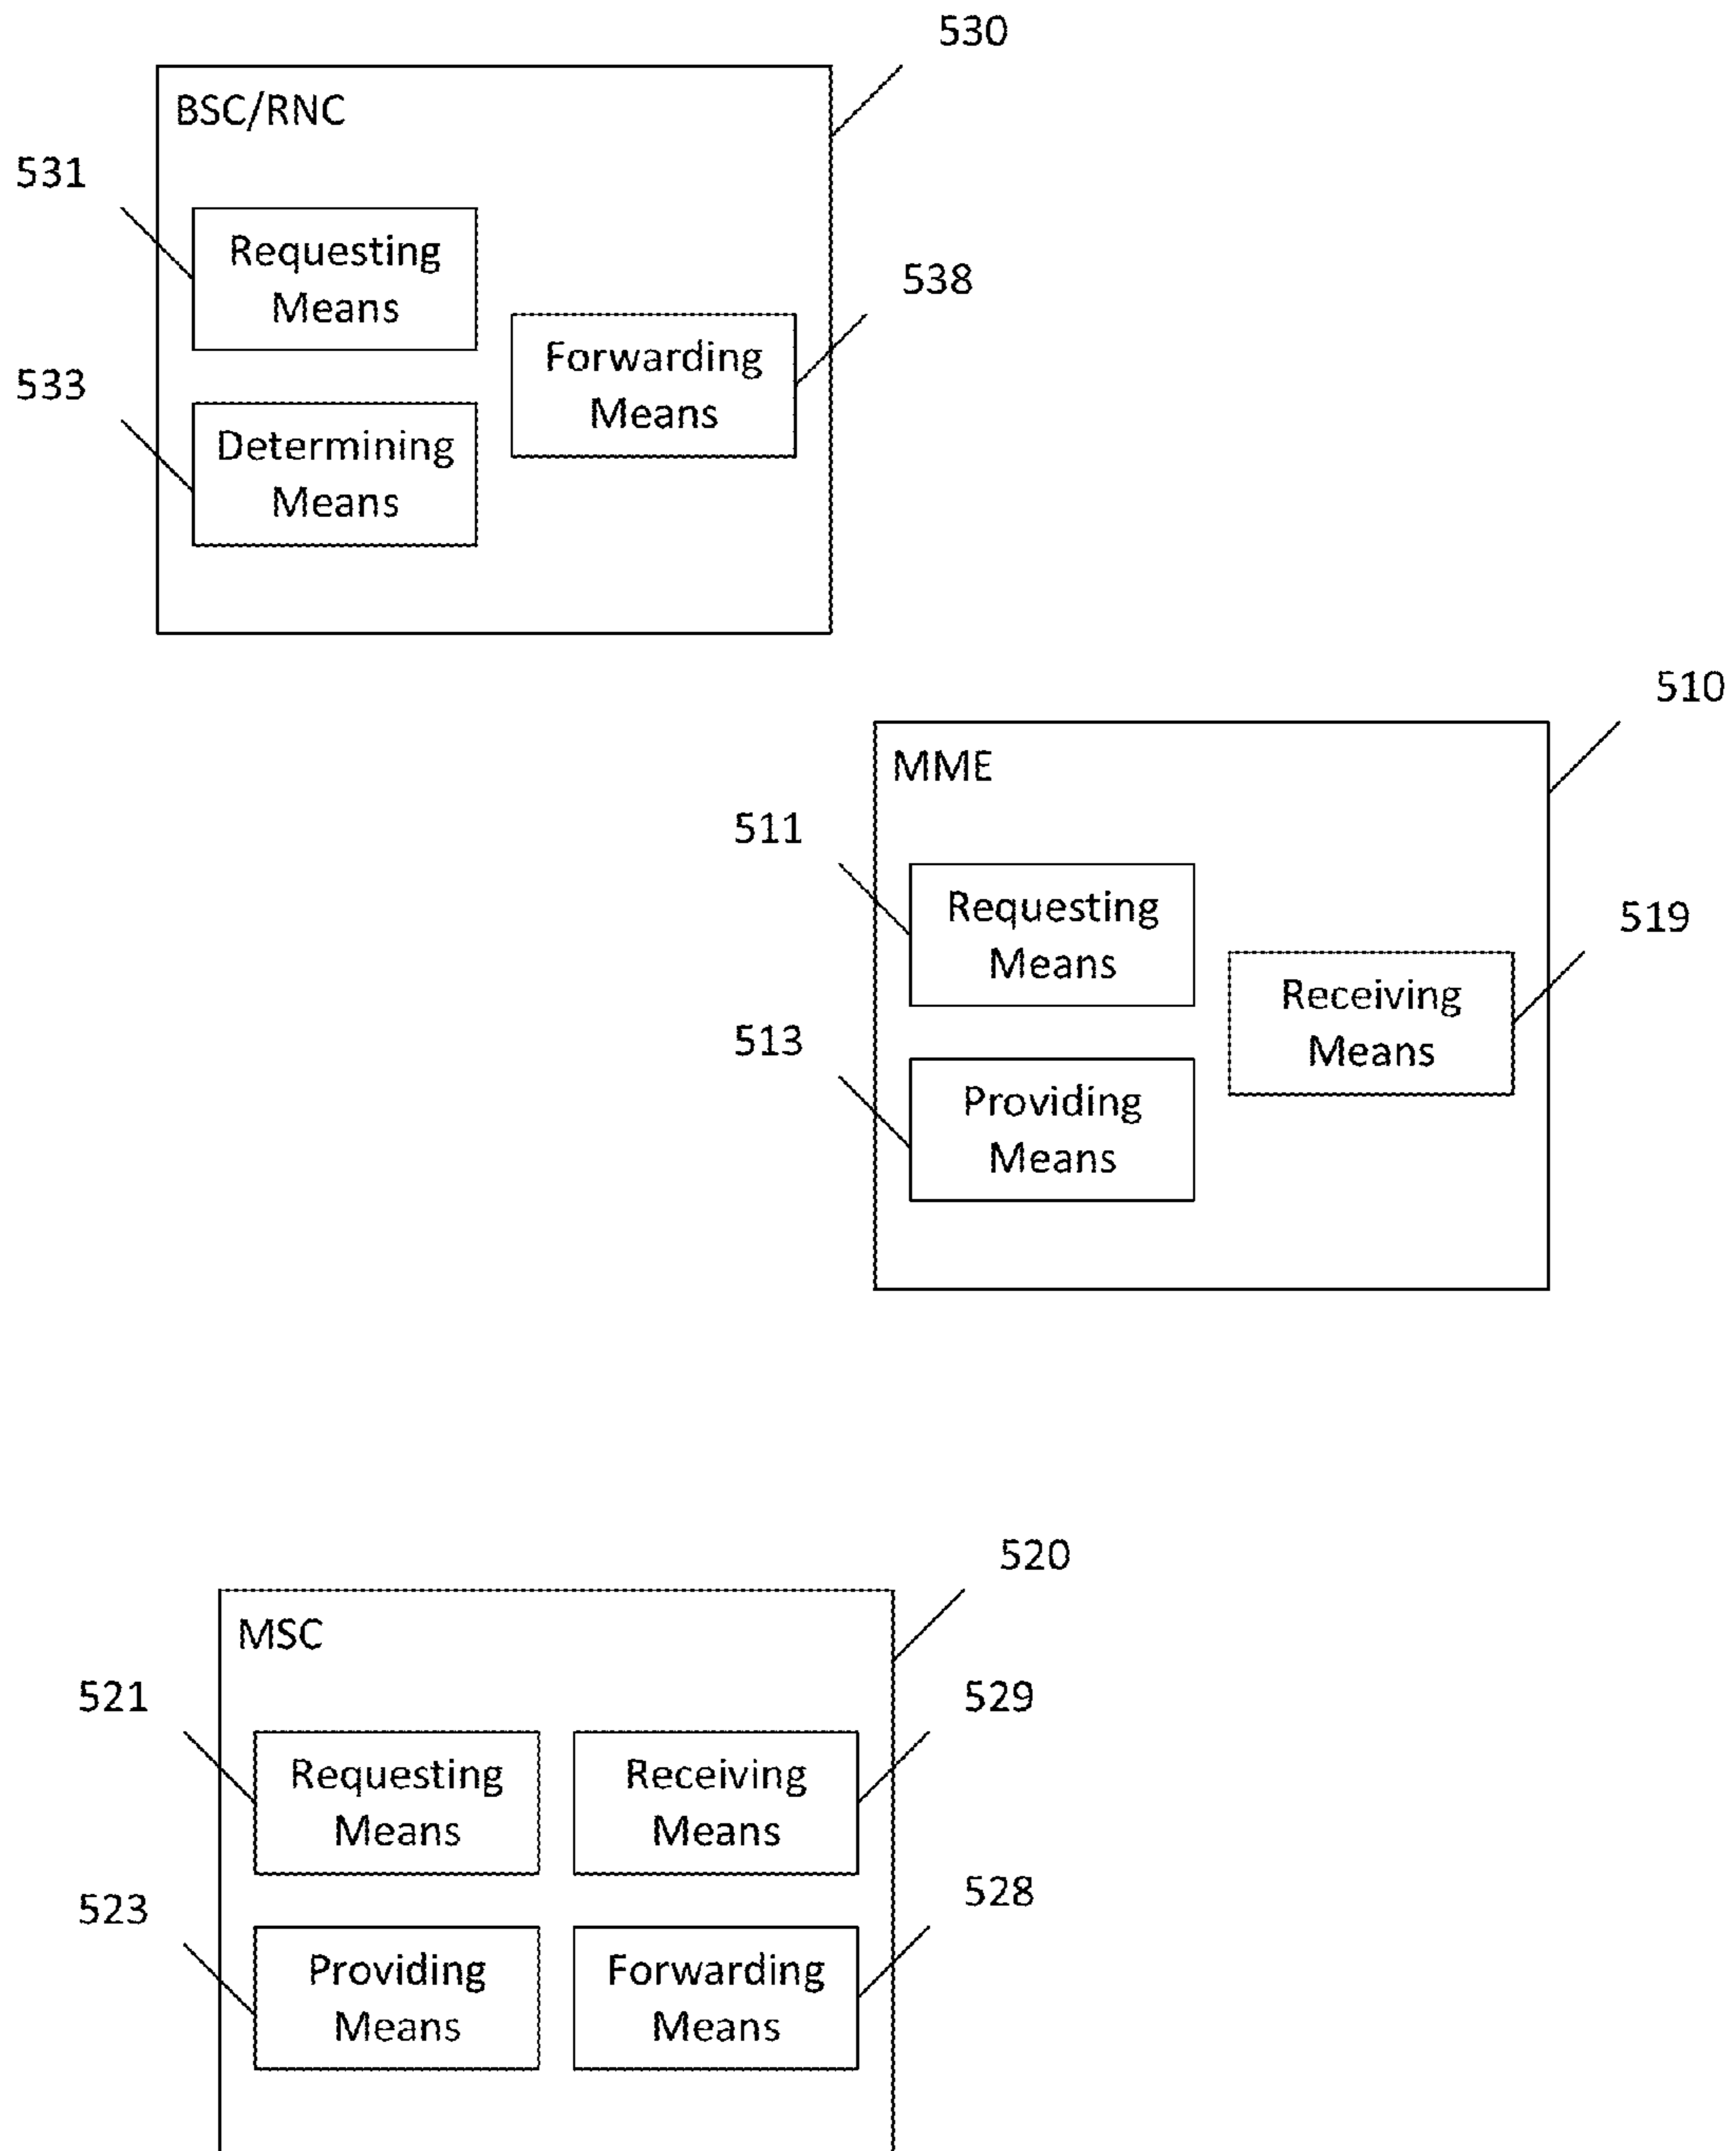 530
BSC/RNC
531
Requesting
Means
538
Forwarding
Means
533
Determining
Means
510
MME
511
Requesting
Means
519
Receiving
Means
513
Providing
Means
520
MSC
521
529
Requesting
Means
Receiving
Means
523
528
Providing
Means
Forwarding
Means